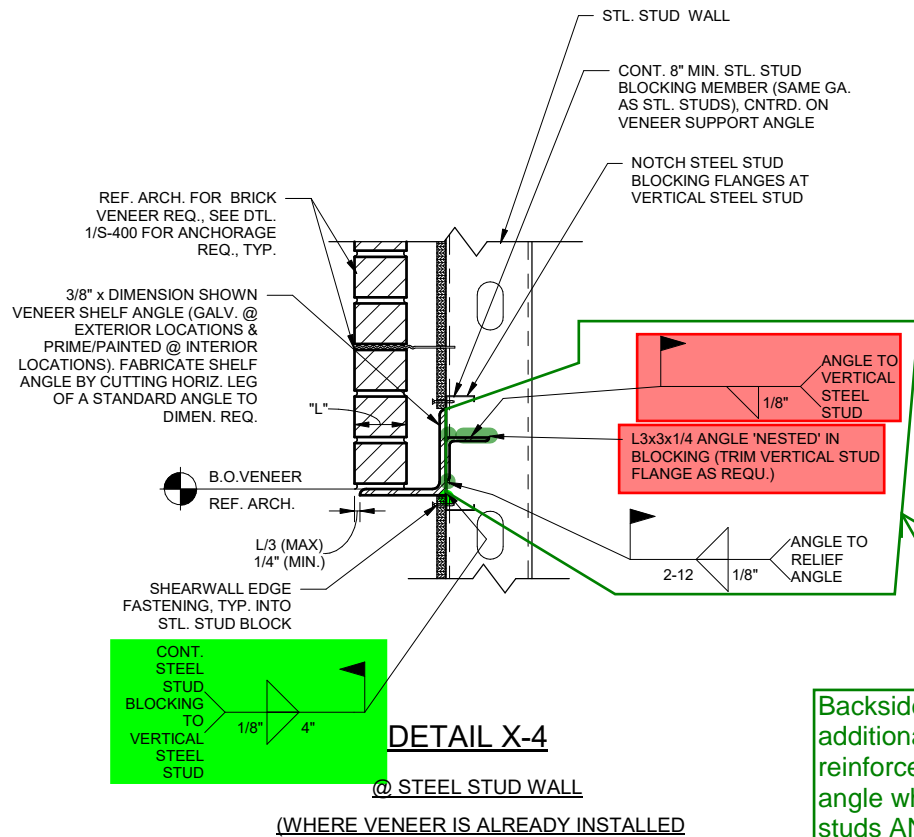 STL. STUD WALL
CONT. 8" MIN. STL. STUD
BLOCKING MEMBER (SAME GA.
AS STL. STUDS), CNTRD. ON
VENEER SUPPORT ANGLE
NOTCH STEEL STUD
BLOCKING FLANGES AT
VERTICAL STEEL STUD
REF. ARCH. FOR BRICK
VENEER REQ., SEE DTL.
1/S-400 FOR ANCHORAGE
REQ., TYP.
3/8" x DIMENSION SHOWN
VENEER SHELF ANGLE (GALV. @
EXTERIOR LOCATIONS &
PRIME/PAINTED @ INTERIOR
LOCATIONS). FABRICATE SHELF
ANGLE BY CUTTING HORIZ. LEG
OF A STANDARD ANGLE TO
DIMEN. REQ.
"L"
ANGLE TO
VERTICAL
STEEL
STUD
1/8"
L3x3x1/4 ANGLE 'NESTED' IN
BLOCKING (TRIM VERTICAL STUD
FLANGE AS REQU.)
B.O.VENEER
REF. ARCH.
L/3 (MAX)
1/4" (MIN.)
ANGLE TO
RELIEF
ANGLE
2-12
1/8"
SHEARWALL EDGE
FASTENING, TYP. INTO
STL. STUD BLOCK
CONT.
STEEL
STUD
BLOCKING
TO
VERTICAL
STEEL
STUD
1/8"
4"
DETAIL X-4
@ STEEL STUD WALL
(WHERE VENEER IS ALREADY INSTALLED
Backside
additiona
reinforce
angle wh
studs AN